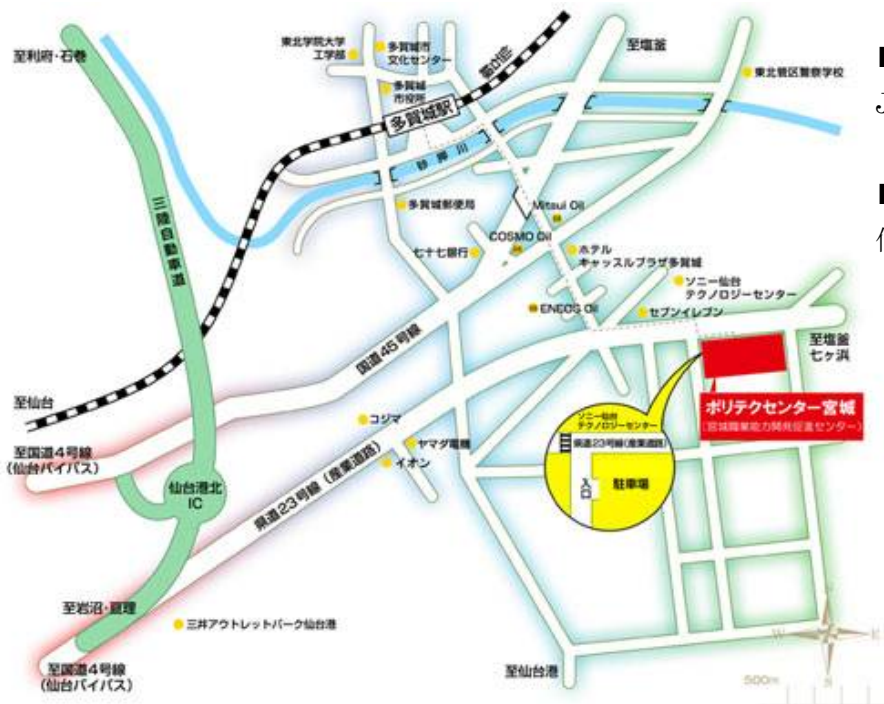 至利府・石巻
東北学院大学
工学部
多賀城市
文化センター
多賀城
市役所
仙石線
多賀城駅
至塩釜
東北管区警察学校
砂押川
三陸自動車道
多賀城郵便局
Mitsui Oil
COSMO Oil
七十七銀行
ホテル
キャッスルプラザ多賀城
ソニー仙台
テクノロジーセンター
ENEOS Oil
セブンイレブン
国道45号線
至塩釜
七ヶ浜
至仙台
ポリテクセンター宮城
(宮城職業能力開発促進センター)
コジマ
ソニー仙台
テクノロジーセンター
県道23号線(産業道路)
至国道4号線
(仙台バイパス)
ヤマダ電機
イオン
仙台港北
IC
入口
駐車場
県道23号線(産業道路)
至岩沼・亘理
三井アウトレットパーク仙台港
至国道4号線
(仙台バイパス)
至仙台港
N
W
E
S
500m